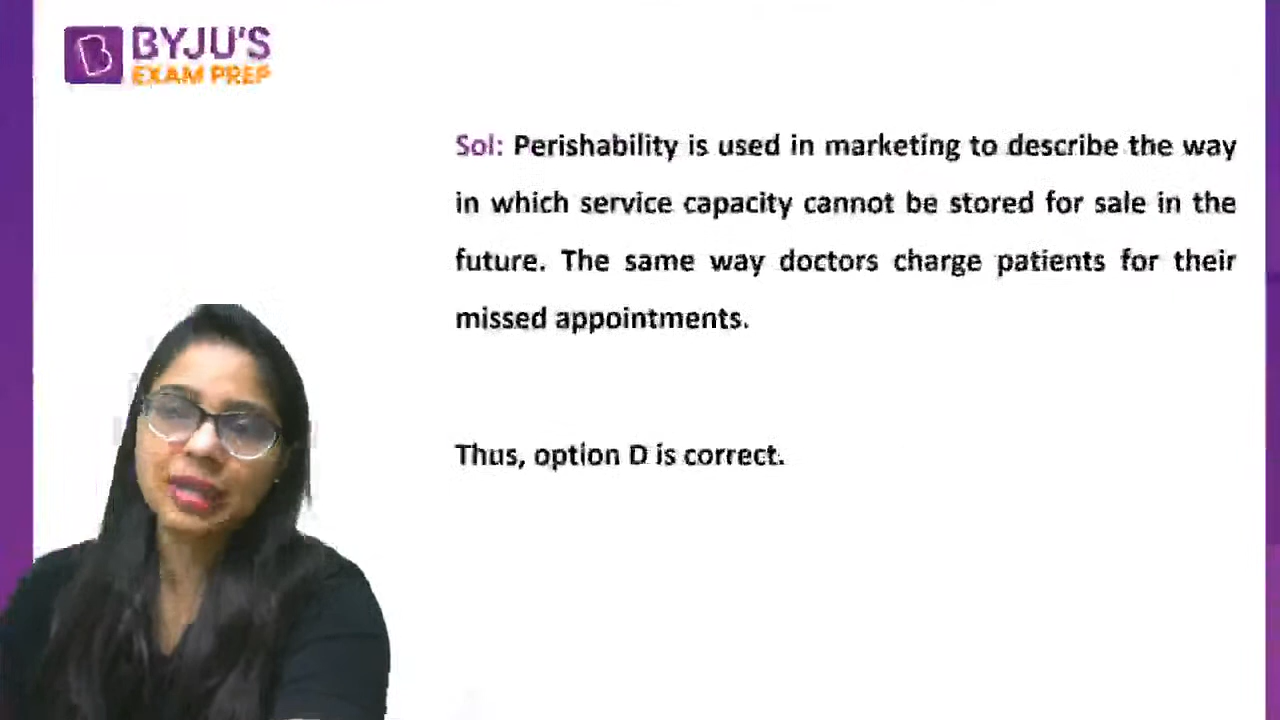 BYJU'S
EXAM PREP
Sol: Perishability is used in marketing to describe the way
in which service capacity cannot be stored for sale in the
future. The same way doctors charge patients for their
missed appointments.
Thus, option D is correct.